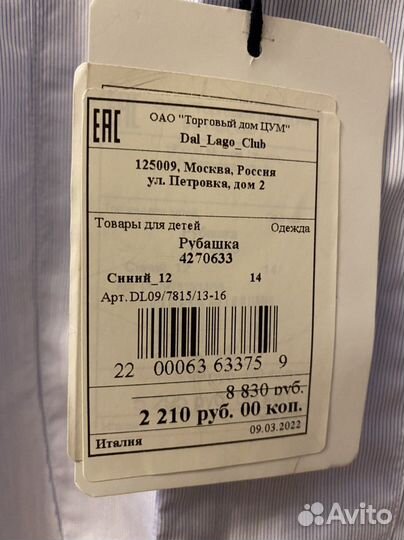 EAC
ОАО "Торговый дом ЦУМ"
Dal_Lago_Club
125009, Москва, Россия
ул. Петровка, дом 2
Товары для детей Одежда
Рубашка
4270633
Синий_12 14
Арт. DL09/7815/13-16
22 00063 63375 9
8 830 руб.
2 210 руб. 00 коп.
09.03.2022
Италия
Avito